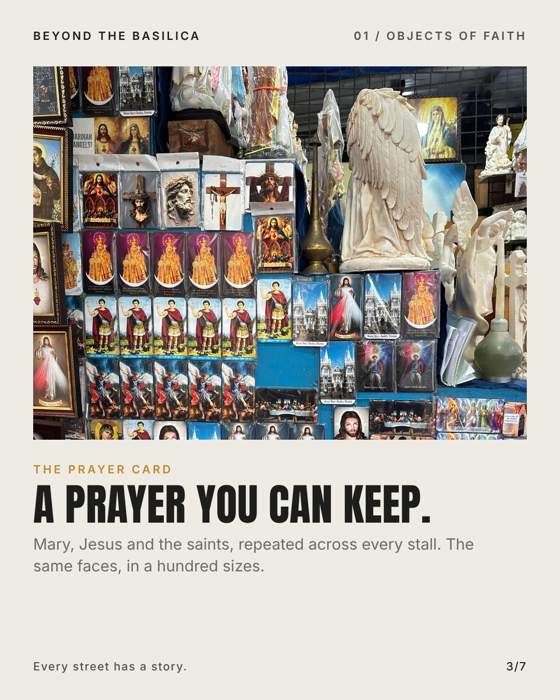 BEYOND THE BASILICA
01 / OBJECTS OF FAITH
THE PRAYER CARD
A PRAYER YOU CAN KEEP.
Mary, Jesus and the saints, repeated across every stall. The
same faces, in a hundred sizes.
Every street has a story.
3/7